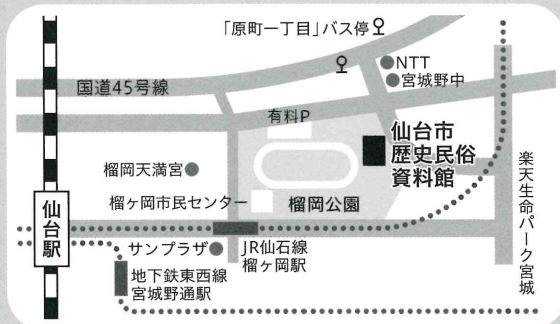 「原町一丁目」バス停
NTT
宮城野中
国道45号線
有料P
仙台市
歴史民俗
資料館
榴岡天満宮
榴ヶ岡市民センター
榴岡公園
仙台駅
サンプラザ
JR仙石線
榴ヶ岡駅
地下鉄東西線
宮城野通駅
楽天生命パーク宮城